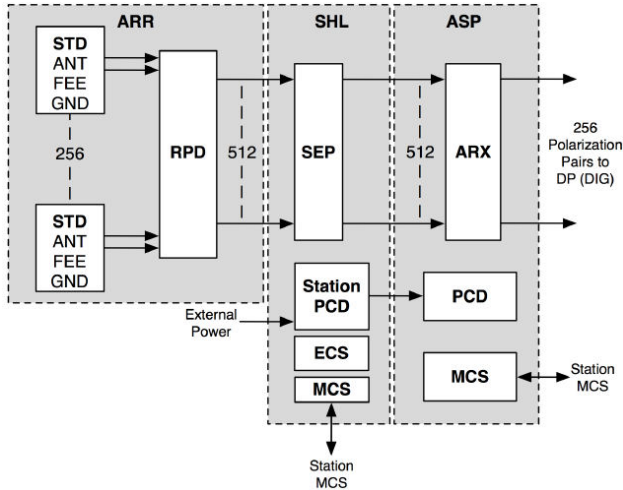 ARR
SHL
ASP
STD
ANT
FEE
GND
256
STD
ANT
FEE
GND
RPD
512
SEP
512
ARX
256
Polarization
Pairs to
DP (DIG)
External
Power
Station
PCD
PCD
ECS
MCS
MCS
Station
MCS
Station
MCS